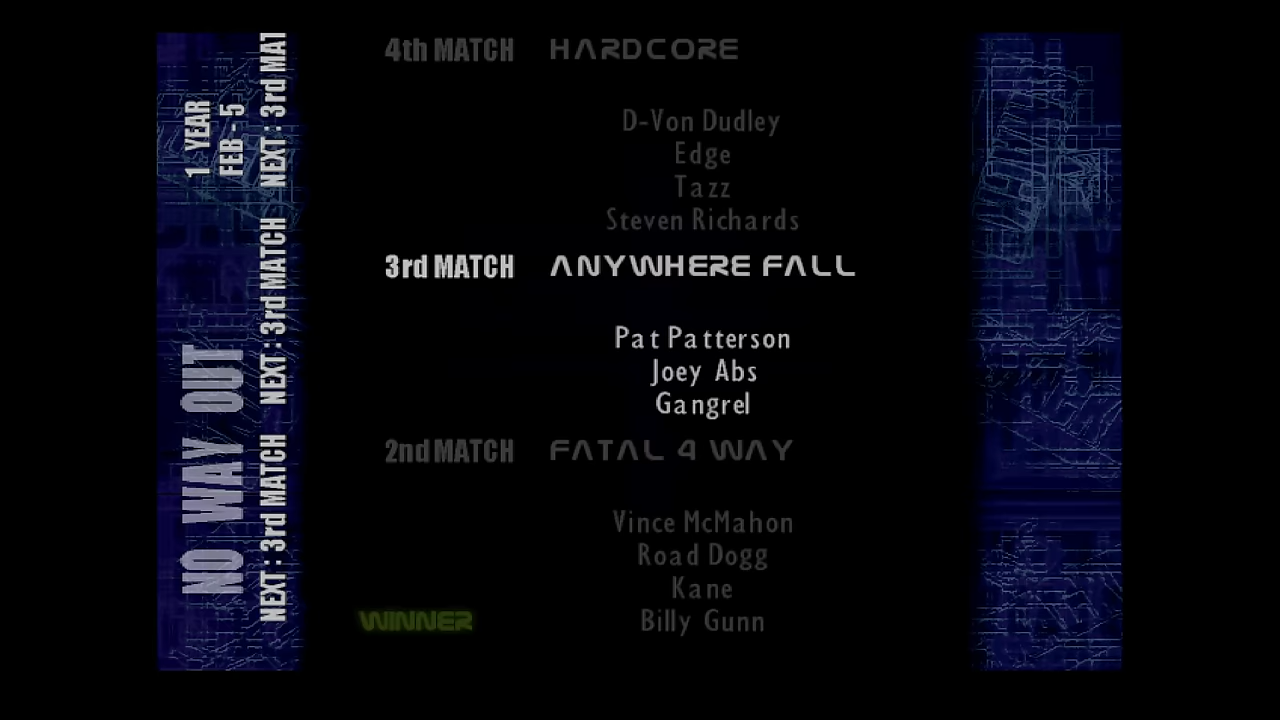 4th MATCH HARDCORE
D-Von Dudley
Edge
Tazz
Steven Richards
3rd MATCH ANYWHERE FALL
Pat Patterson
Joey Abs
Gangrel
2nd MATCH FATAL 4 WAY
Vince McMahon
Road Dogg
Kane
WINNER Billy Gunn
NO WAY OUT
1 YEAR
FEB - 5
NEXT : 3rd MATCH NEXT : 3rd MATCH NEXT : 3rd MAT